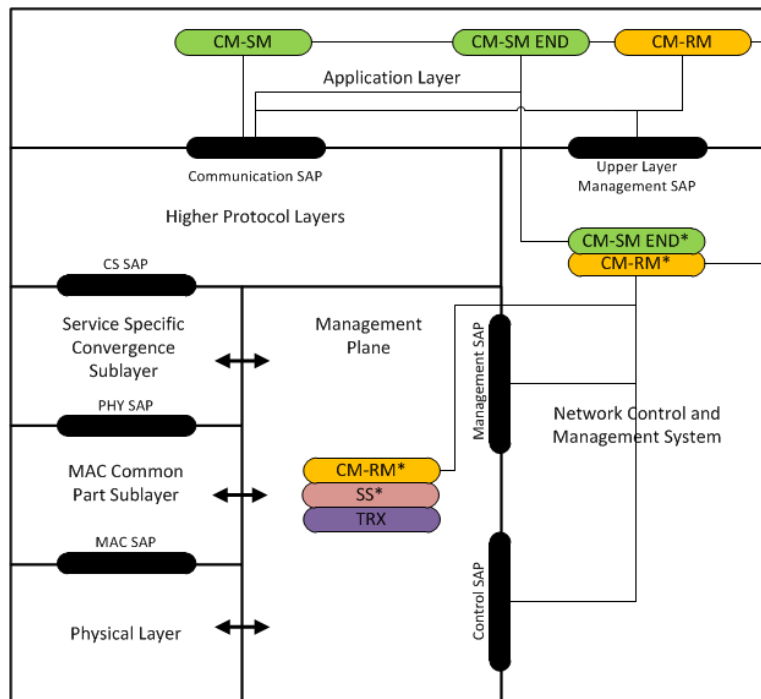 CM-SM
CM-SM END
CM-RM
Application Layer
Communication SAP
Upper Layer
Management SAP
Higher Protocol Layers
CM-SM END*
CM-RM*
CS SAP
Service Specific
Convergence
Sublayer
Management
Plane
Management SAP
Network Control and
Management System
PHY SAP
MAC Common
Part Sublayer
CM-RM*
SS*
TRX
MAC SAP
Control SAP
Physical Layer